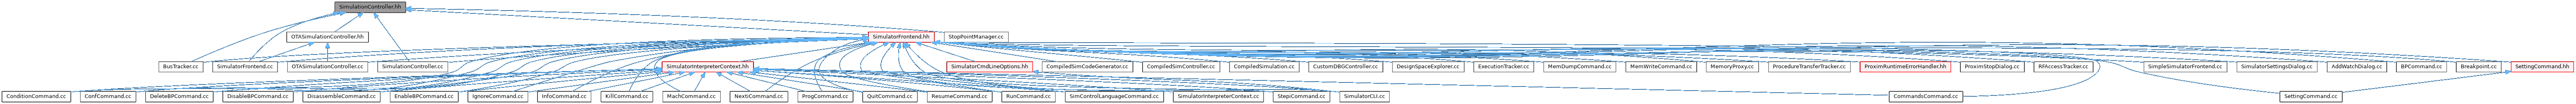 SimulationController.hh
OTASimulationController.hh
SimulatorFrontend.hh
StopPointManager.cc
BusTracker.cc
SimulatorFrontend.cc
OTASimulationController.cc
SimulationController.cc
SimulatorInterpreterContext.hh
SimulatorCmdLineOptions.hh
CompiledSimCodeGenerator.cc
CompiledSimController.cc
CompiledSimulation.cc
CustomDBGController.cc
DesignSpaceExplorer.cc
ExecutionTracker.cc
MemDumpCommand.cc
MemWriteCommand.cc
MemoryProxy.cc
ProcedureTransferTracker.cc
ProximRuntimeErrorHandler.hh
ProximStopDialog.cc
RFAccessTracker.cc
SimpleSimulatorFrontend.cc
SimulatorSettingsDialog.cc
AddWatchDialog.cc
BPCommand.cc
Breakpoint.cc
SettingCommand.hh
ConditionCommand.cc
ConfCommand.cc
DeleteBPCommand.cc
DisableBPCommand.cc
DisassembleCommand.cc
EnableBPCommand.cc
IgnoreCommand.cc
InfoCommand.cc
KillCommand.cc
MachCommand.cc
NextiCommand.cc
ProgCommand.cc
QuitCommand.cc
ResumeCommand.cc
RunCommand.cc
SimControlLanguageCommand.cc
SimulatorInterpreterContext.cc
StepiCommand.cc
SimulatorCLI.cc
CommandsCommand.cc
SettingCommand.cc